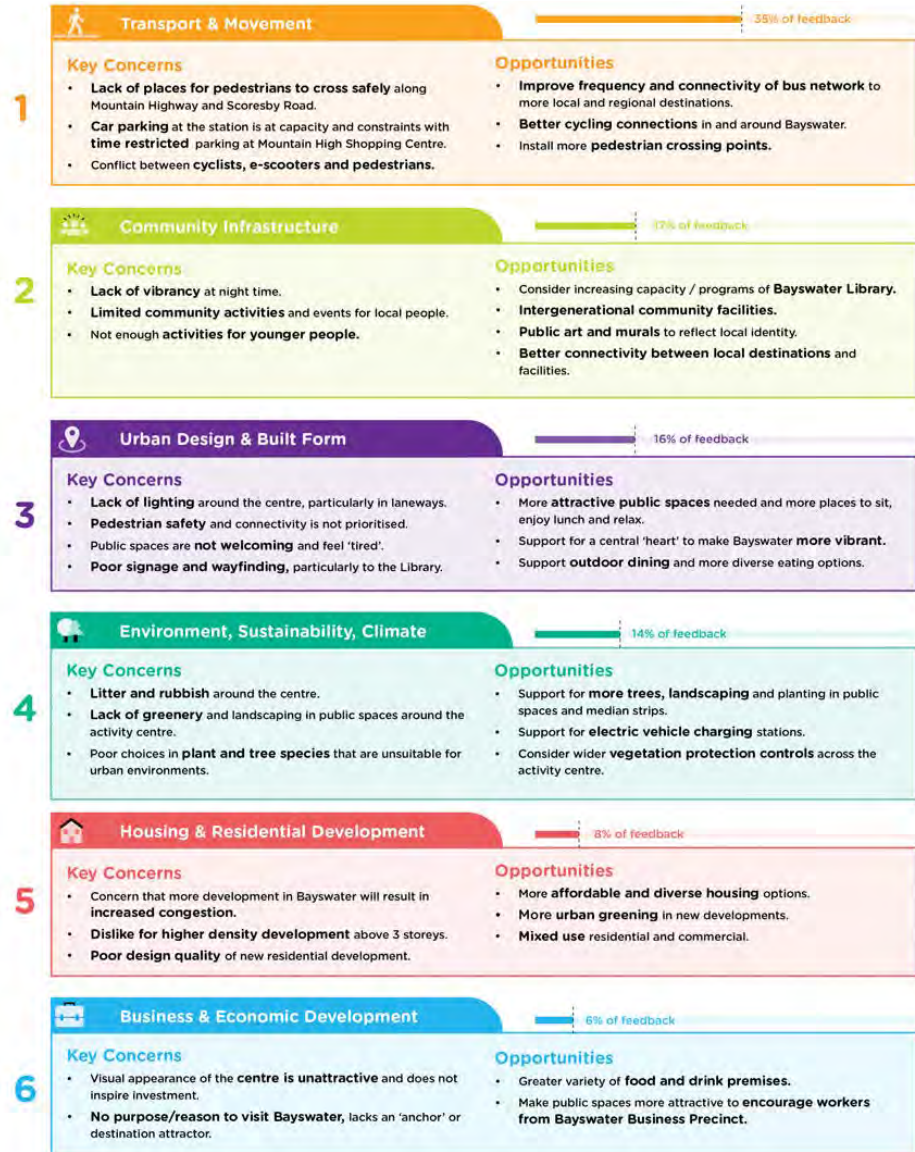 1
Transport & Movement
35% of feedback
Key Concerns
• Lack of places for pedestrians to cross safely along
Mountain Highway and Scoresby Road.
• Car parking at the station is at capacity and constraints with
time restricted parking at Mountain High Shopping Centre.
• Conflict between cyclists, e-scooters and pedestrians.
Opportunities
• Improve frequency and connectivity of bus network to
more local and regional destinations.
• Better cycling connections in and around Bayswater.
• Install more pedestrian crossing points.
2
Community Infrastructure
17% of feedback
Key Concerns
• Lack of vibrancy at night time.
• Limited community activities and events for local people.
• Not enough activities for younger people.
Opportunities
• Consider increasing capacity / programs of Bayswater Library.
• Intergenerational community facilities.
• Public art and murals to reflect local identity.
• Better connectivity between local destinations and
facilities.
3
Urban Design & Built Form
16% of feedback
Key Concerns
• Lack of lighting around the centre, particularly in laneways.
• Pedestrian safety and connectivity is not prioritised.
• Public spaces are not welcoming and feel ‘tired’.
• Poor signage and wayfinding, particularly to the Library.
Opportunities
• More attractive public spaces needed and more places to sit,
enjoy lunch and relax.
• Support for a central ‘heart’ to make Bayswater more vibrant.
• Support outdoor dining and more diverse eating options.
4
Environment, Sustainability, Climate
14% of feedback
Key Concerns
• Litter and rubbish around the centre.
• Lack of greenery and landscaping in public spaces around the
activity centre.
• Poor choices in plant and tree species that are unsuitable for
urban environments.
Opportunities
• Support for more trees, landscaping and planting in public
spaces and median strips.
• Support for electric vehicle charging stations.
• Consider wider vegetation protection controls across the
activity centre.
5
Housing & Residential Development
8% of feedback
Key Concerns
• Concern that more development in Bayswater will result in
increased congestion.
• Dislike for higher density development above 3 storeys.
• Poor design quality of new residential development.
Opportunities
• More affordable and diverse housing options.
• More urban greening in new developments.
• Mixed use residential and commercial.
6
Business & Economic Development
6% of feedback
Key Concerns
• Visual appearance of the centre is unattractive and does not
inspire investment.
• No purpose/reason to visit Bayswater, lacks an ‘anchor’ or
destination attractor.
Opportunities
• Greater variety of food and drink premises.
• Make public spaces more attractive to encourage workers
from Bayswater Business Precinct.